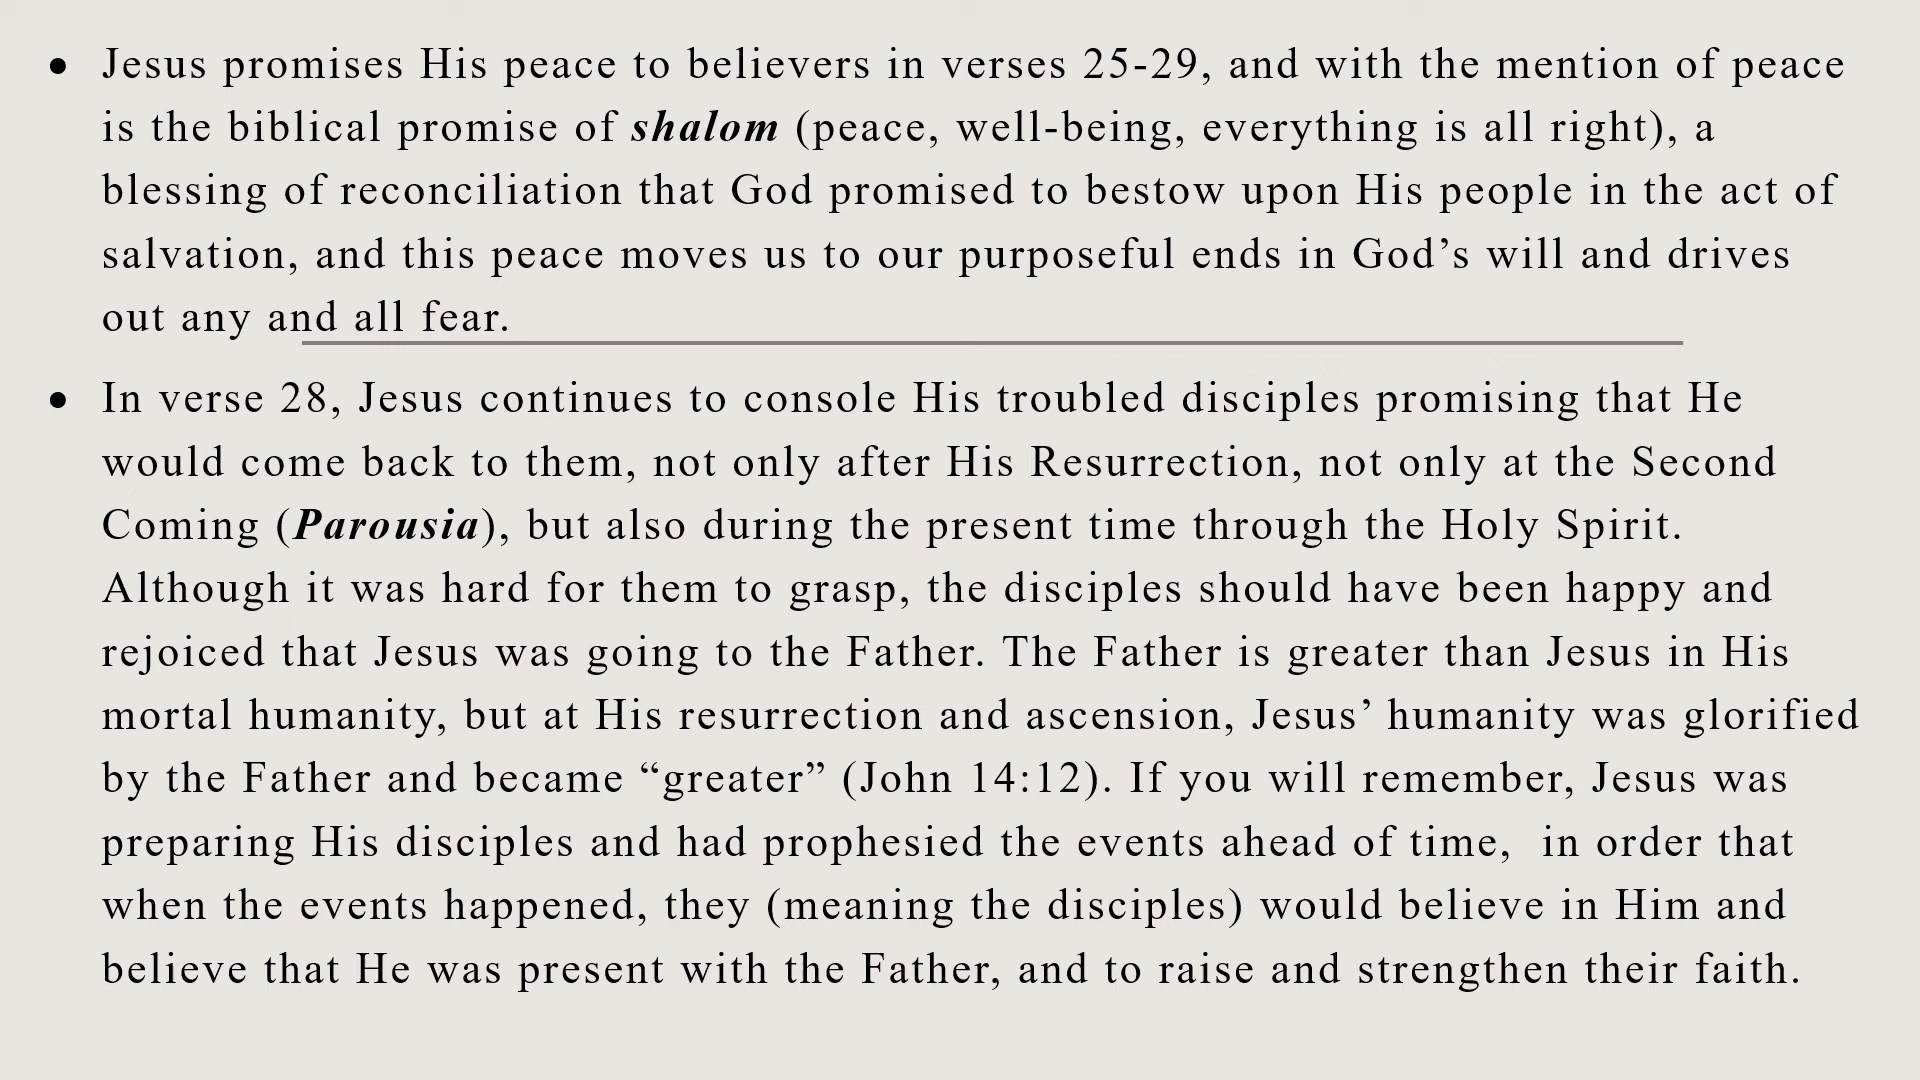 • Jesus promises His peace to believers in verses 25-29, and with the mention of peace
is the biblical promise of shalom (peace, well-being, everything is all right), a
blessing of reconciliation that God promised to bestow upon His people in the act of
salvation, and this peace moves us to our purposeful ends in God’s will and drives
out any and all fear.
• In verse 28, Jesus continues to console His troubled disciples promising that He
would come back to them, not only after His Resurrection, not only at the Second
Coming (Parousia), but also during the present time through the Holy Spirit.
Although it was hard for them to grasp, the disciples should have been happy and
rejoiced that Jesus was going to the Father. The Father is greater than Jesus in His
mortal humanity, but at His resurrection and ascension, Jesus’ humanity was glorified
by the Father and became “greater” (John 14:12). If you will remember, Jesus was
preparing His disciples and had prophesied the events ahead of time,  in order that
when the events happened, they (meaning the disciples) would believe in Him and
believe that He was present with the Father, and to raise and strengthen their faith.